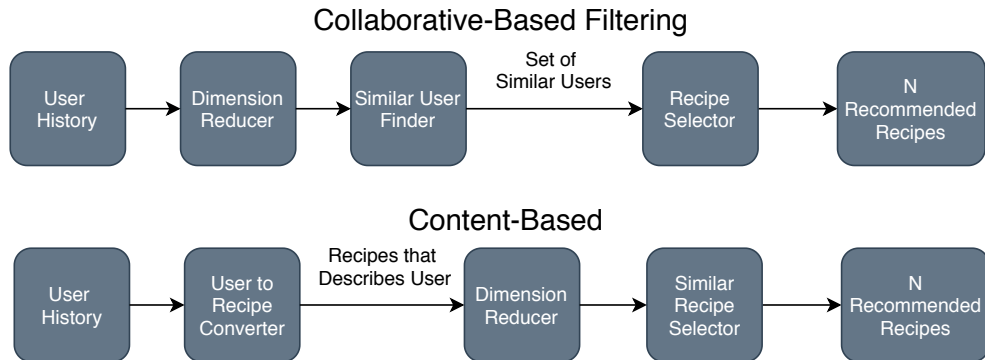 Collaborative-Based Filtering
User
History
Dimension
Reducer
Similar User
Finder
Set of
Similar Users
Recipe
Selector
N
Recommended
Recipes
Content-Based
User
History
User to
Recipe
Converter
Recipes that
Describes User
Dimension
Reducer
Similar
Recipe
Selector
N
Recommended
Recipes